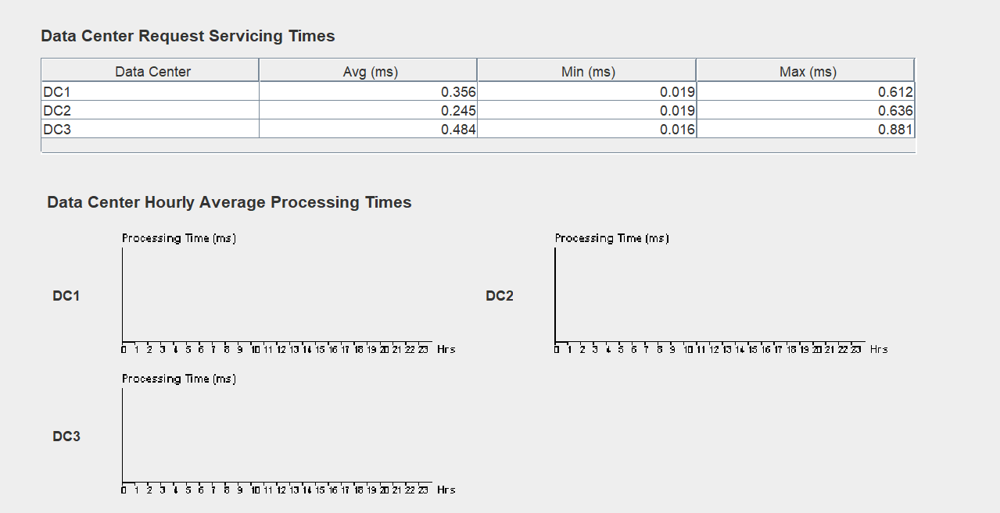 Data Center Request Servicing Times
Data Center Avg (ms) Min (ms) Max (ms)
DC1 0.356 0.019 0.612
DC2 0.245 0.019 0.636
DC3 0.484 0.016 0.881
Data Center Hourly Average Processing Times
Processing Time (ms)
DC1
0 1 2 3 4 5 6 7 8 9 10 11 12 13 14 15 16 17 18 19 20 21 22 23 Hrs
Processing Time (ms)
DC2
0 1 2 3 4 5 6 7 8 9 10 11 12 13 14 15 16 17 18 19 20 21 22 23 Hrs
Processing Time (ms)
DC3
0 1 2 3 4 5 6 7 8 9 10 11 12 13 14 15 16 17 18 19 20 21 22 23 Hrs